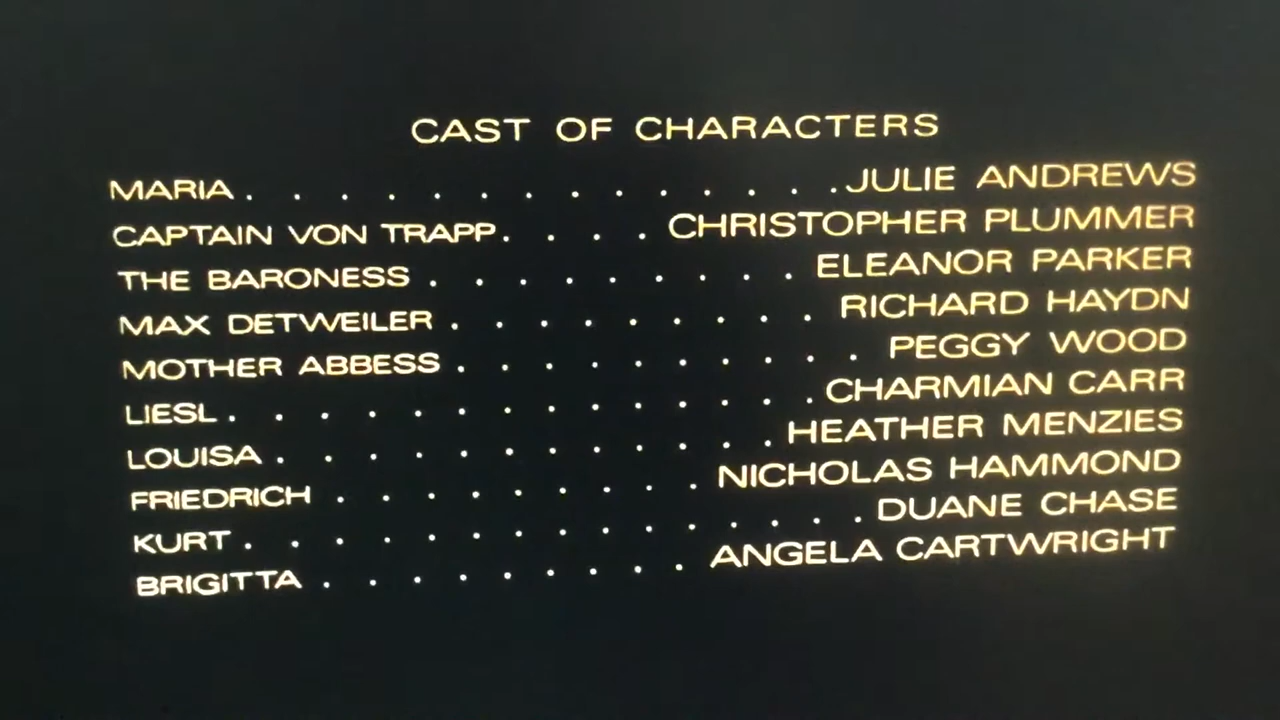 CAST OF CHARACTERS
MARIA. . . . . . . . . . . . . .JULIE ANDREWS
CAPTAIN VON TRAPP. . . . CHRISTOPHER PLUMMER
THE BARONESS . . . . . . . . . ELEANOR PARKER
MAX DETWEILER . . . . . . . . . RICHARD HAYDN
MOTHER ABBESS . . . . . . . . . . PEGGY WOOD
LIESL. . . . . . . . . . . . . .CHARMIAN CARR
LOUISA . . . . . . . . . . . . HEATHER MENZIES
FRIEDRICH . . . . . . . . . NICHOLAS HAMMOND
KURT. . . . . . . . . . . . . . DUANE CHASE
BRIGITTA . . . . . . . . . ANGELA CARTWRIGHT